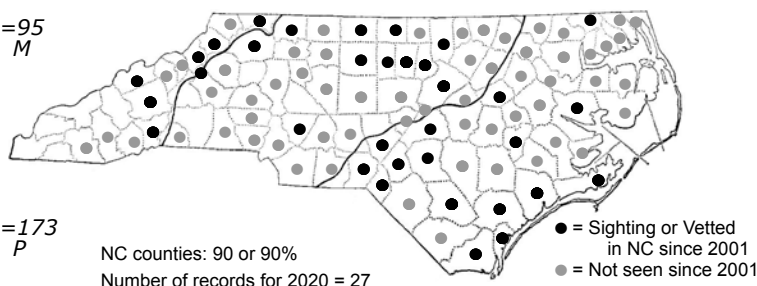 =95
M
=173
P
NC counties: 90 or 90%
Number of records for 2020 = 27
● = Sighting or Vetted
in NC since 2001
● = Not seen since 2001